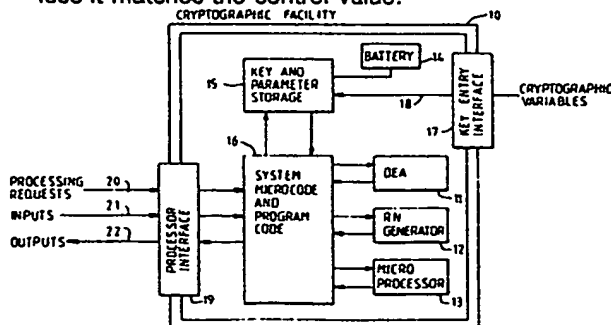 face it matches the control value.
CRYPTOGRAPHIC FACILITY
10
BATTERY
14
15
KEY AND
PARAMETER
STORAGE
18
KEY ENTRY
INTERFACE
17
CRYPTOGRAPHIC
VARIABLES
16
SYSTEM
MICROCODE
AND
PROGRAM
CODE
DEA
11
RN
GENERATOR
12
MICRO
PROCESSOR
13
PROCESSING
REQUESTS
20
INPUTS
21
OUTPUTS
22
PROCESSOR
INTERFACE
19